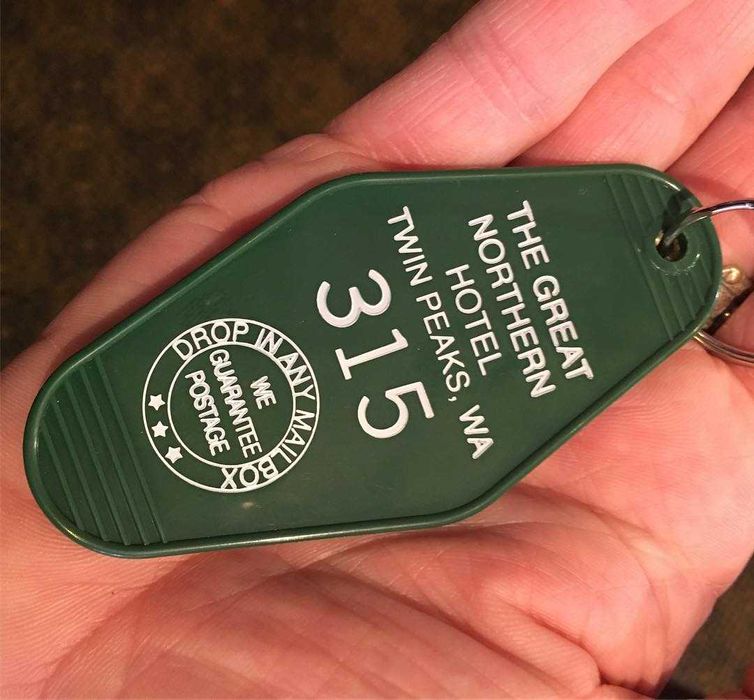 THE GREAT
NORTHERN
HOTEL
TWIN PEAKS, WA
315
DROP IN ANY MAILBOX
WE
GUARANTEE
POSTAGE